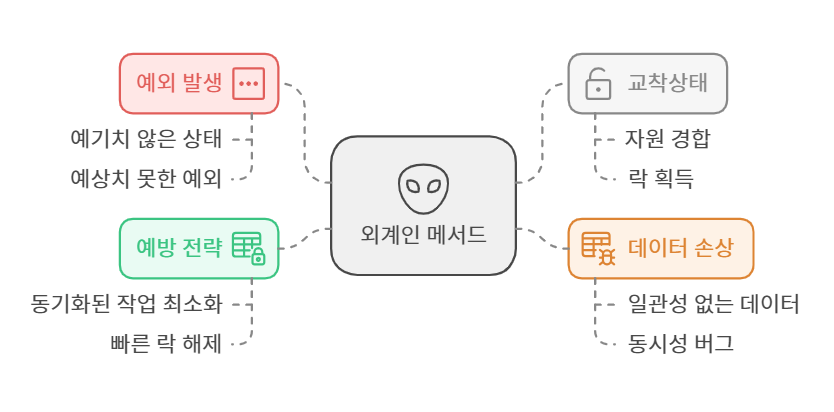 예외 발생
예기치 않은 상태
예상치 못한 예외
예방 전략
동기화된 작업 최소화
빠른 락 해제
외계인 메서드
교착상태
자원 경합
락 획득
데이터 손상
일관성 없는 데이터
동시성 버그